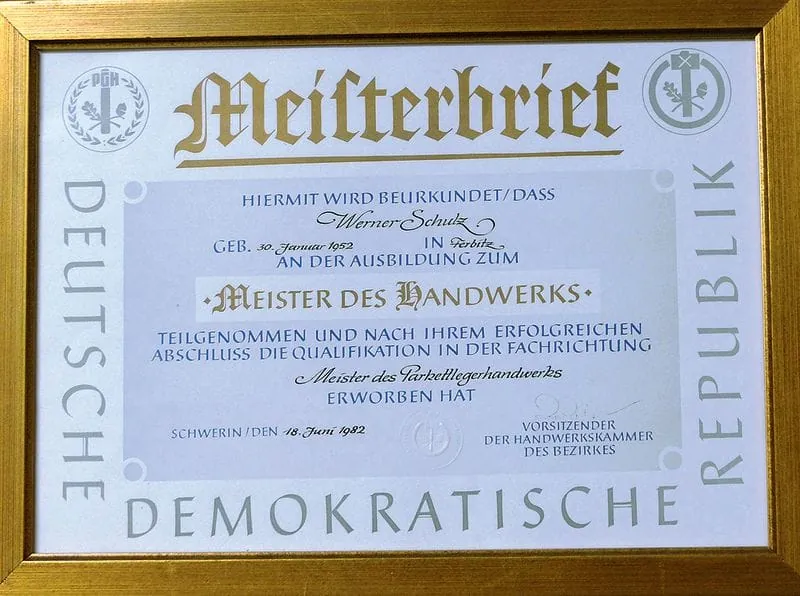 PGH
Meisterbrief
HIERMIT WIRD BEURKUNDET/DASS
Werner Schulz
GEB. 30. Januar 1952 IN Ferbitz
AN DER AUSBILDUNG ZUM
·MEISTER DES HANDWERKS·
TEILGENOMMEN UND NACH IHREM ERFOLGREICHEN
ABSCHLUSS DIE QUALIFIKATION IN DER FACHRICHTUNG
Meister des Parkettlegerhandwerks
ERWORBEN HAT
SCHWERIN/DEN 18. Juni 1982
VORSITZENDER
DER HANDWERKSKAMMER
DES BEZIRKES
DEUTSCHE
DEMOKRATISCHE
REPUBLIK